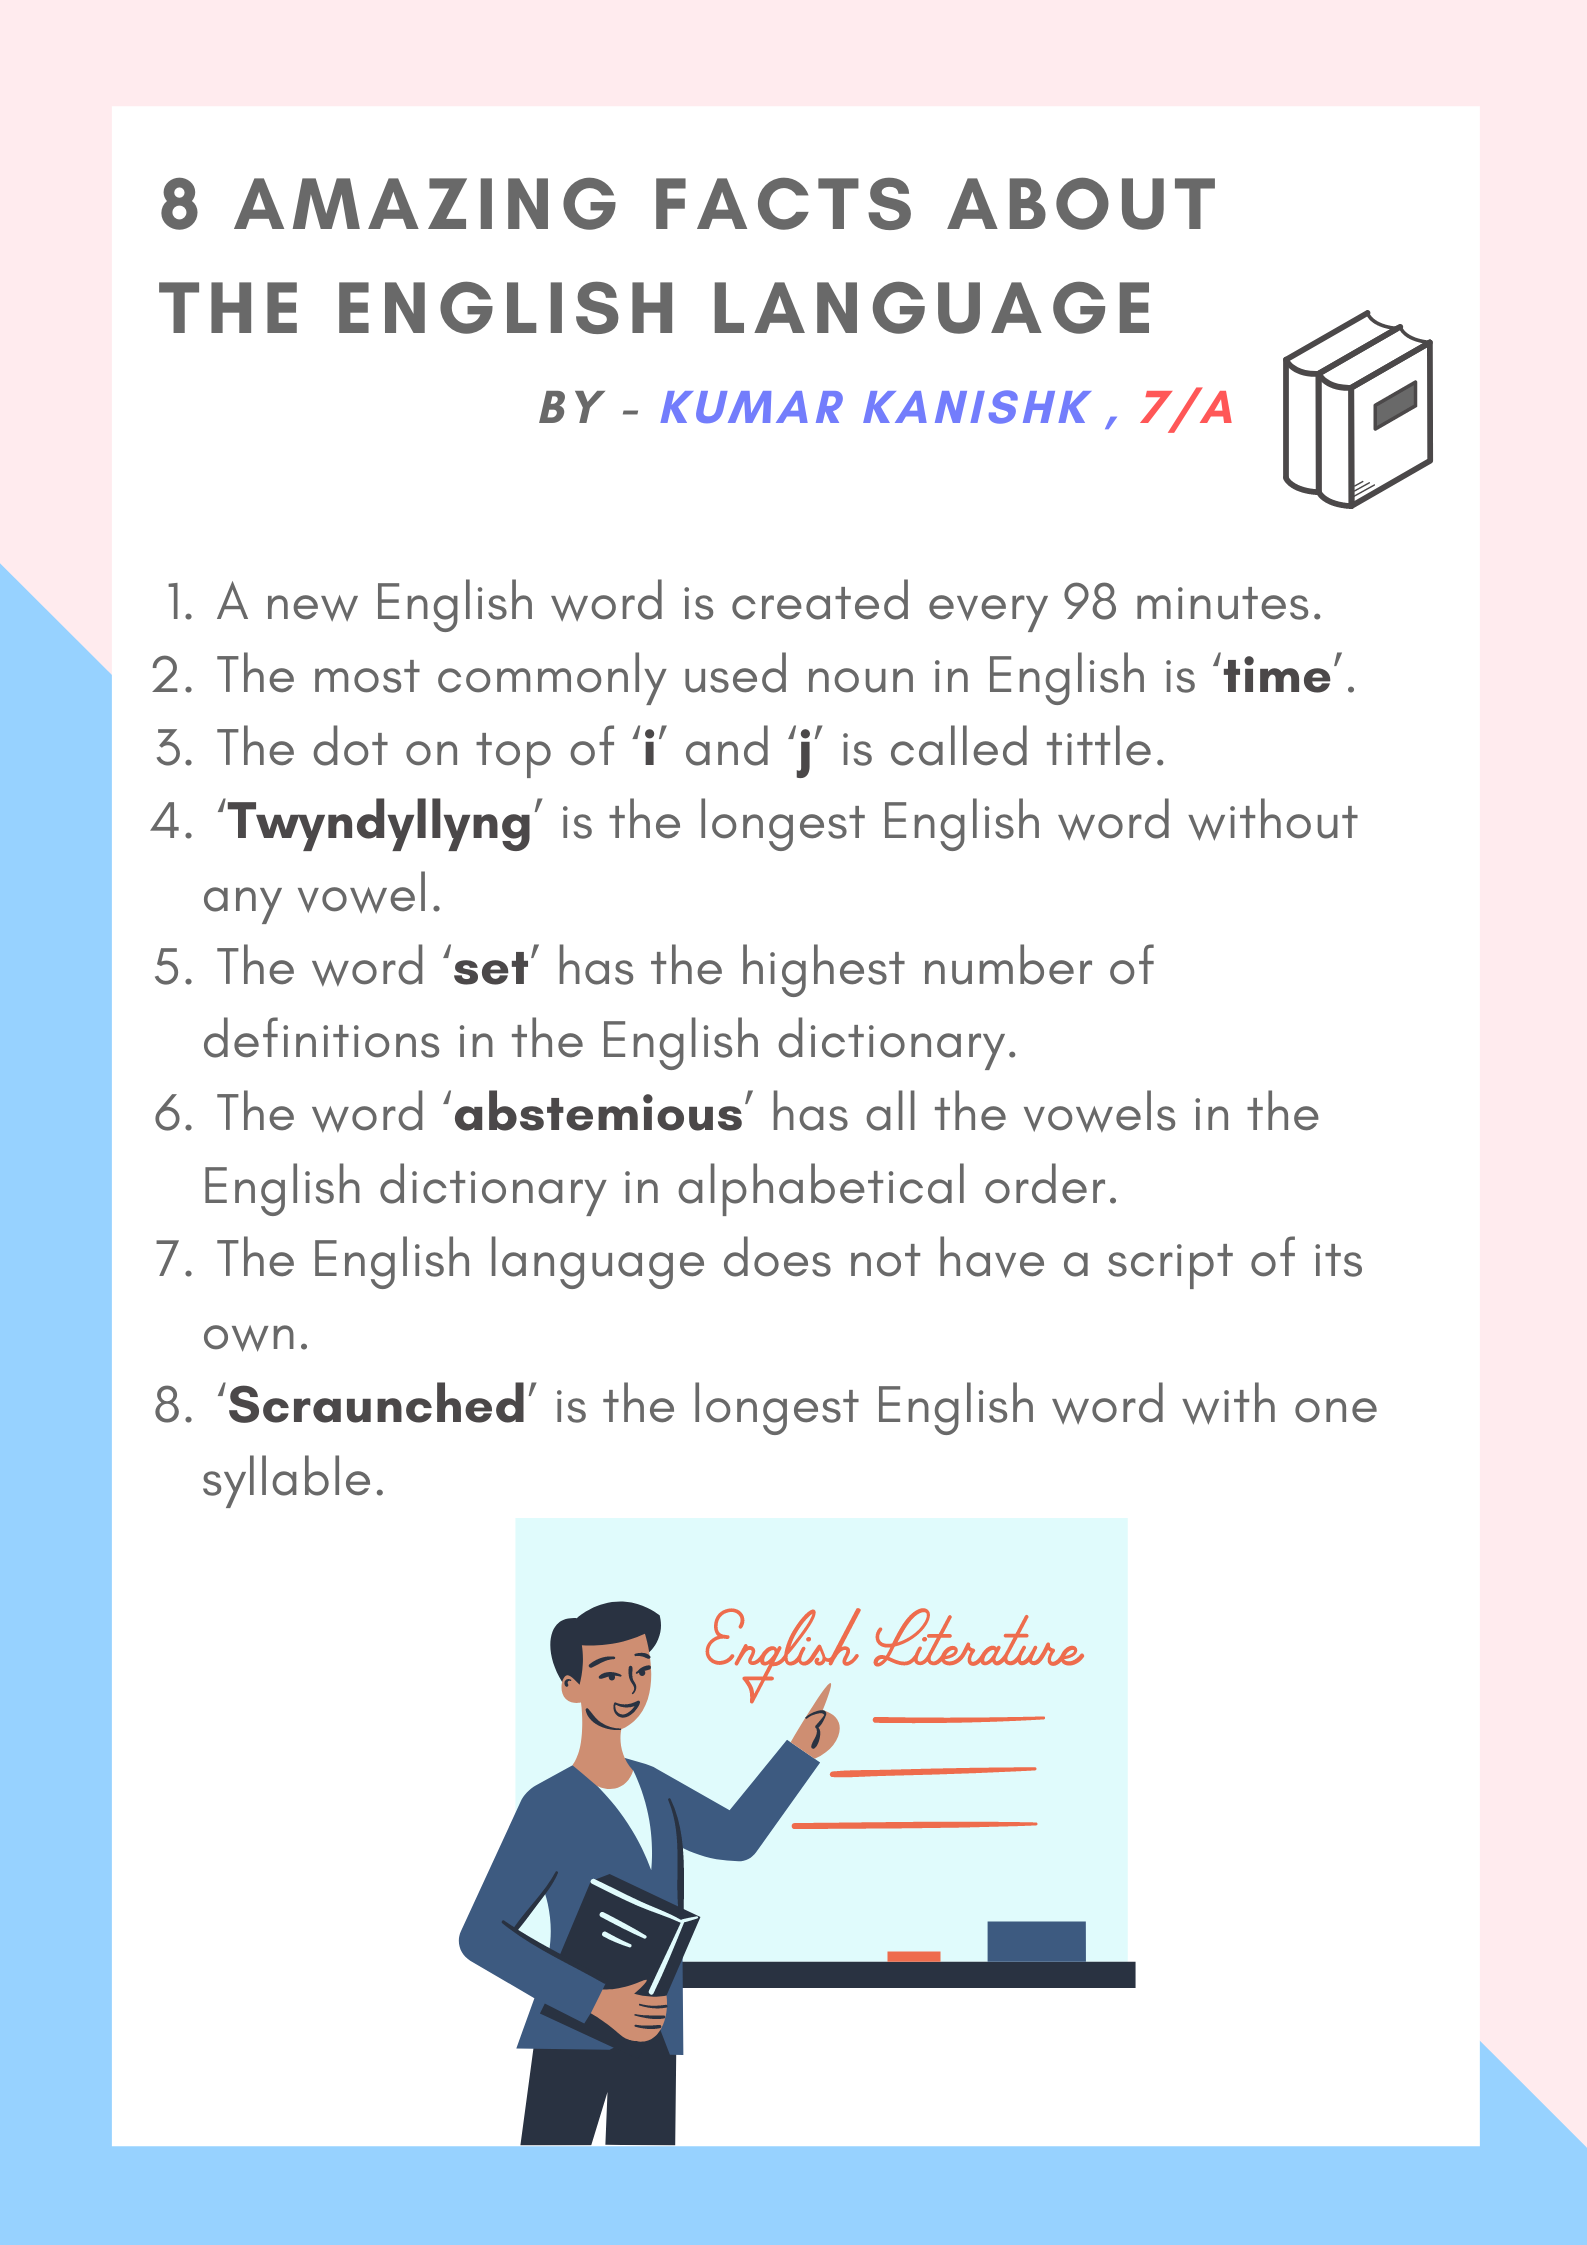 8 AMAZING FACTS ABOUT
THE ENGLISH LANGUAGE
BY - KUMAR KANISHK , 7/A
1. A new English word is created every 98 minutes.
2. The most commonly used noun in English is ‘time’.
3. The dot on top of ‘i’ and ‘j’ is called tittle.
4. ‘Twyndyllyng’ is the longest English word without
any vowel.
5. The word ‘set’ has the highest number of
definitions in the English dictionary.
6. The word ‘abstemious’ has all the vowels in the
English dictionary in alphabetical order.
7. The English language does not have a script of its
own.
8. ‘Scraunched’ is the longest English word with one
syllable.
English Literature